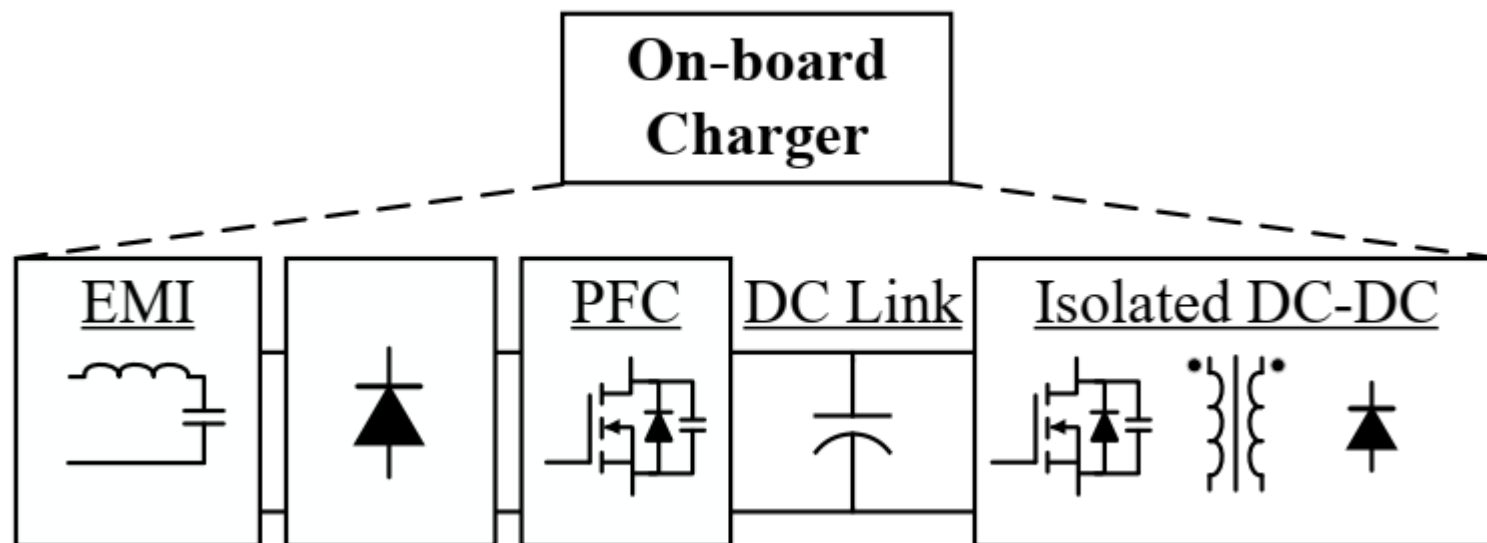 On-board
Charger
EMI
PFC
DC Link
Isolated DC-DC